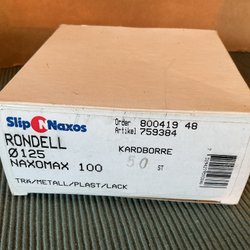 Slip Naxos
Order 800419 48
Artikel 759384
RONDELL
Ø125
KARDBORRE
NAXOMAX 100
50 ST
TRÄ/METALL/PLAST/LACK